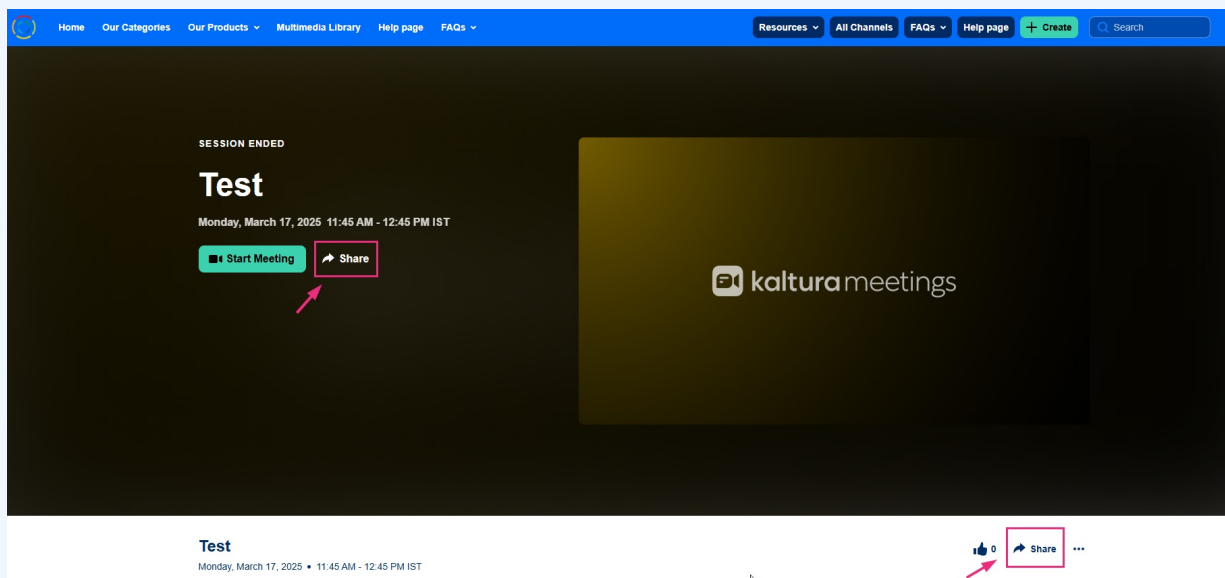 Home Our Categories Our Products Multimedia Library Help page FAQs Resources All Channels FAQs Help page + Create Search
SESSION ENDED
Test
Monday, March 17, 2025 11:45 AM - 12:45 PM IST
Start Meeting Share
kaltura meetings
Test
0 Share ...
Monday, March 17, 2025 • 11:45 AM - 12:45 PM IST